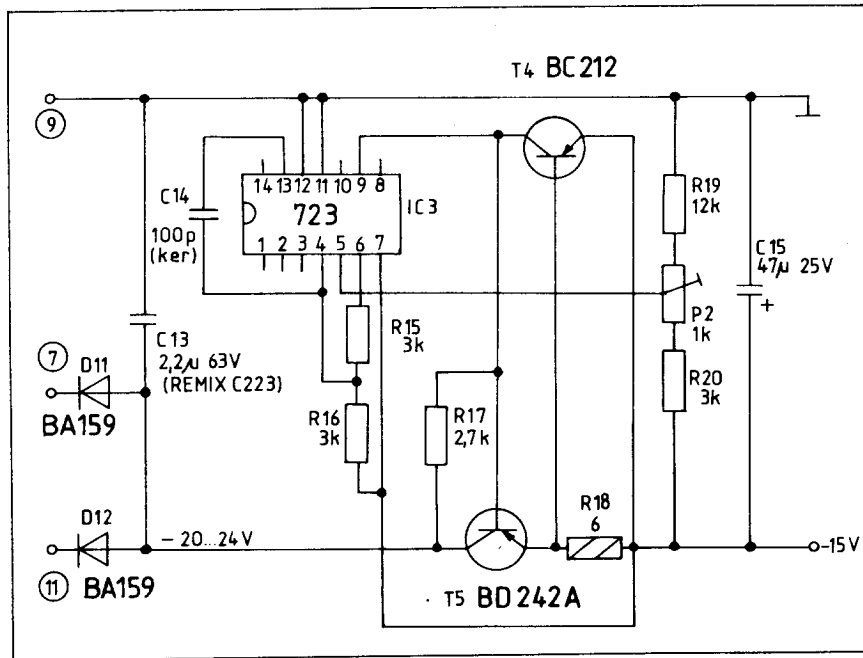 T4 BC212
9
14 13 12 11 10 9 8
C14
100p
(ker)
723
IC3
1 2 3 4 5 6 7
R19
12k
C15
47µ 25V
+
P2
1k
R15
3k
C13
2,2µ 63V
(REMIX C223)
7
D11
BA159
R20
3k
R16
3k
R17
2,7k
R18
6
D12
- 20...24V
-15V
11
BA159
T5 BD242A